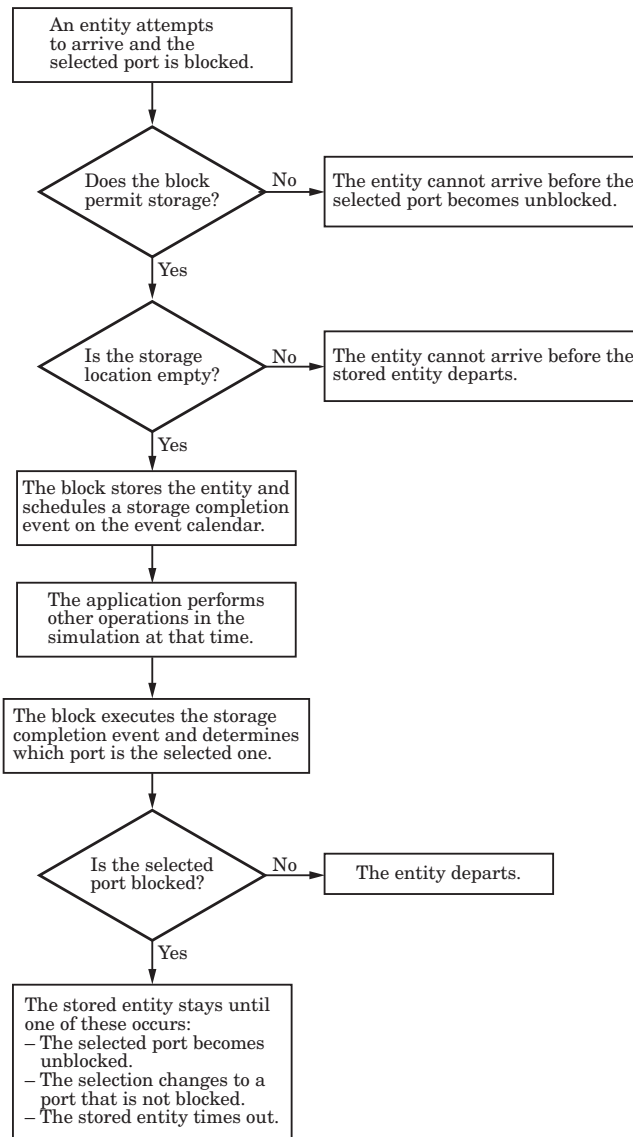 An entity attempts
to arrive and the
selected port is blocked.
Does the block
permit storage?
No
The entity cannot arrive before the
selected port becomes unblocked.
Yes
Is the storage
location empty?
No
The entity cannot arrive before the
stored entity departs.
Yes
The block stores the entity and
schedules a storage completion
event on the event calendar.
The application performs
other operations in the
simulation at that time.
The block executes the storage
completion event and determines
which port is the selected one.
Is the selected
port blocked?
No
The entity departs.
Yes
The stored entity stays until
one of these occurs:
– The selected port becomes
unblocked.
– The selection changes to a
port that is not blocked.
– The stored entity times out.